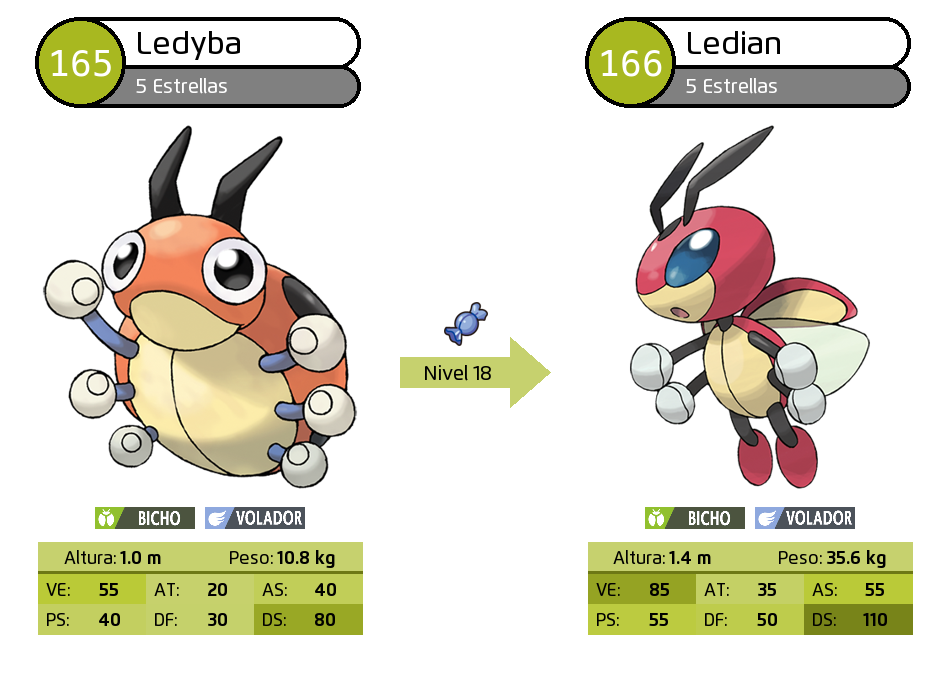 165
Ledyba
5 Estrellas
BICHO VOLADOR
Altura: 1.0 m Peso: 10.8 kg
VE: 55 AT: 20 AS: 40
PS: 40 DF: 30 DS: 80
Nivel 18
166
Ledian
5 Estrellas
BICHO VOLADOR
Altura: 1.4 m Peso: 35.6 kg
VE: 85 AT: 35 AS: 55
PS: 55 DF: 50 DS: 110